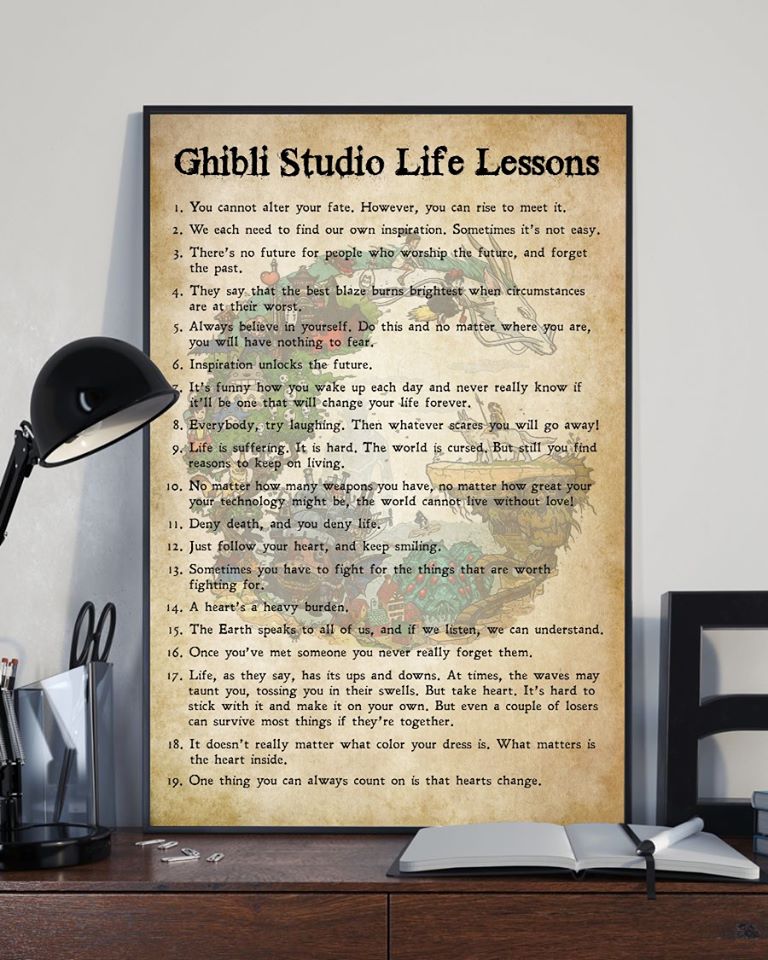 Ghibli Studio Life Lessons
1. You cannot alter your fate. However, you can rise to meet it.
2. We each need to find our own inspiration. Sometimes it's not easy.
3. There's no future for people who worship the future, and forget
the past.
4. They say that the best blaze burns brightest when circumstances
are at their worst.
5. Always believe in yourself. Do this and no matter where you are,
you will have nothing to fear.
6. Inspiration unlocks the future.
7. It's funny how you wake up each day and never really know if
it'll be one that will change your life forever.
8. Everybody, try laughing. Then whatever scares you will go away!
9. Life is suffering. It is hard. The world is cursed. But still you find
reasons to keep on living.
10. No matter how many weapons you have, no matter how great your
your technology might be, the world cannot live without love!
11. Deny death, and you deny life.
12. Just follow your heart, and keep smiling.
13. Sometimes you have to fight for the things that are worth
fighting for.
14. A heart's a heavy burden.
15. The Earth speaks to all of us, and if we listen, we can understand.
16. Once you've met someone you never really forget them.
17. Life, as they say, has its ups and downs. At times, the waves may
taunt you, tossing you in their swells. But take heart. It's hard to
stick with it and make it on your own. But even a couple of losers
can survive most things if they're together.
18. It doesn't really matter what color your dress is. What matters is
the heart inside.
19. One thing you can always count on is that hearts change.